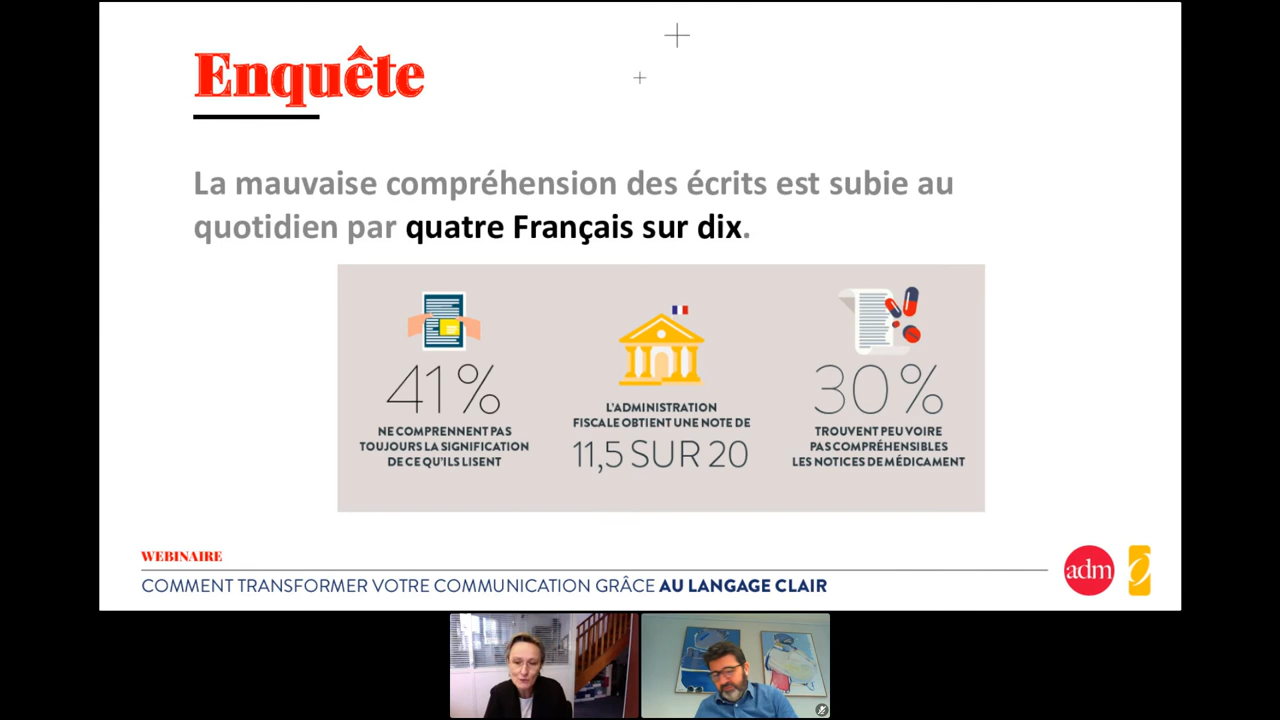 Enquête
La mauvaise compréhension des écrits est subie au
quotidien par quatre Français sur dix.
41 %
NE COMPRENNENT PAS
TOUJOURS LA SIGNIFICATION
DE CE QU'ILS LISENT
L'ADMINISTRATION
FISCALE OBTIENT UNE NOTE DE
11,5 SUR 20
30 %
TROUVENT PEU VOIRE
PAS COMPRÉHENSIBLES
LES NOTICES DE MÉDICAMENT
WEBINAIRE
COMMENT TRANSFORMER VOTRE COMMUNICATION GRÂCE AU LANGAGE CLAIR
adm